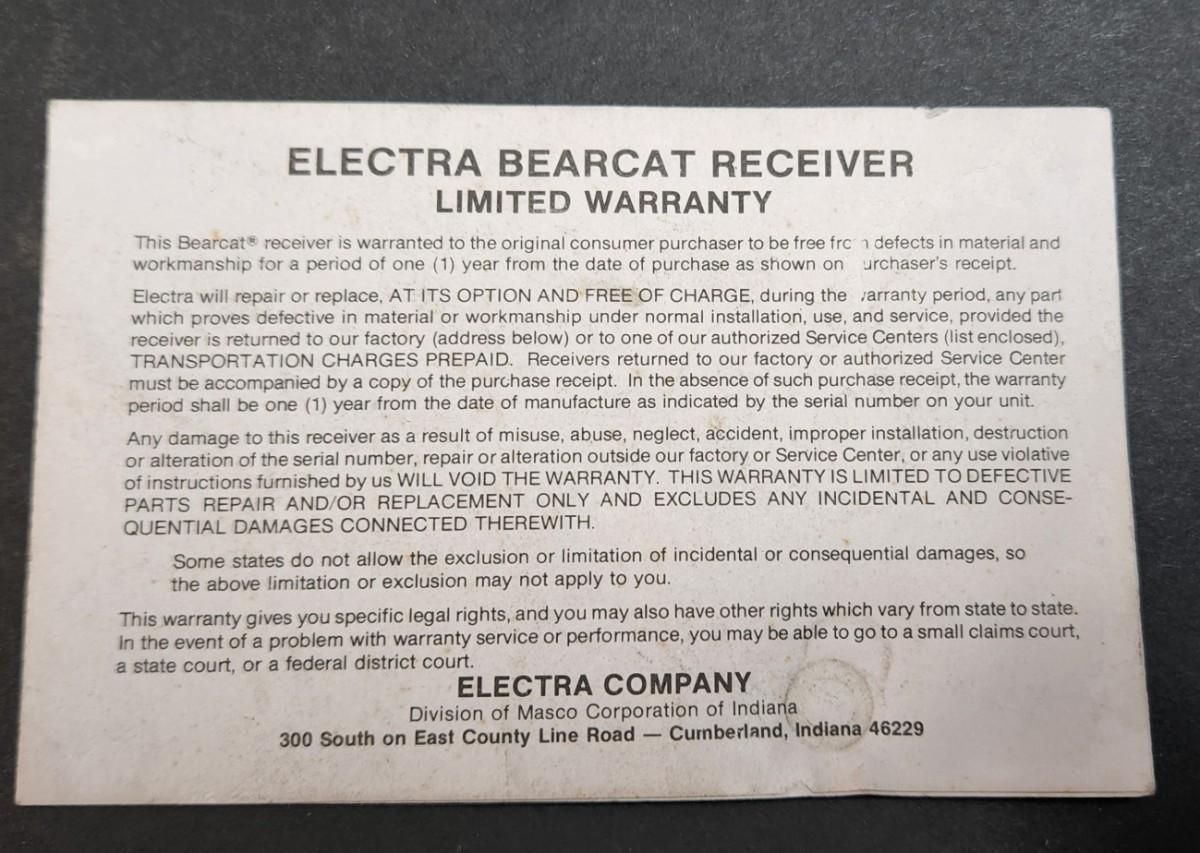 ELECTRA BEARCAT RECEIVER
LIMITED WARRANTY
This Bearcat® receiver is warranted to the original consumer purchaser to be free defects in material and
workmanship for a period of one (1) year from the date of purchase as shown on receipt.
Electra will repair or replace, AT ITS OPTION AND FREE OF CHARGE, during the period, any part
which proves defective in material or workmanship under normal installation, use, and service, provided the
receiver is returned to our factory (address below) or to one of our authorized Service Centers (list enclosed),
TRANSPORTATION CHARGES PREPAID. Receivers returned to our factory or authorized Service Center
must be accompanied by a copy of the purchase receipt. In the absence of such purchase receipt, the warranty
period shall be one (1) year from the date of manufacture as indicated by the serial number on your unit.
Any damage to this receiver as a result of misuse, abuse, neglect, accident, improper installation, destruction
or alteration of the serial number, repair or alteration outside our factory or Service Center, or any use violative
of instructions furnished by us WILL VOID THE WARRANTY. THIS WARRANTY IS LIMITED TO DEFECTIVE
PARTS REPAIR AND/OR REPLACEMENT ONLY AND EXCLUDES ANY INCIDENTAL AND CONSE-
QUENTIAL DAMAGES CONNECTED THEREWITH.
Some states do not allow the exclusion or limitation of incidental or consequential damages, so
the above limitation or exclusion may not apply to you.
This warranty gives you specific legal rights, and you may also have other rights which vary from state to state.
In the event of a problem with warranty service or performance, you may be able to go to a small claims court,
a state court, or a federal district court.
ELECTRA COMPANY
Division of Masco Corporation of Indiana
300 South on East County Line Road — Cumberland, Indiana 46229